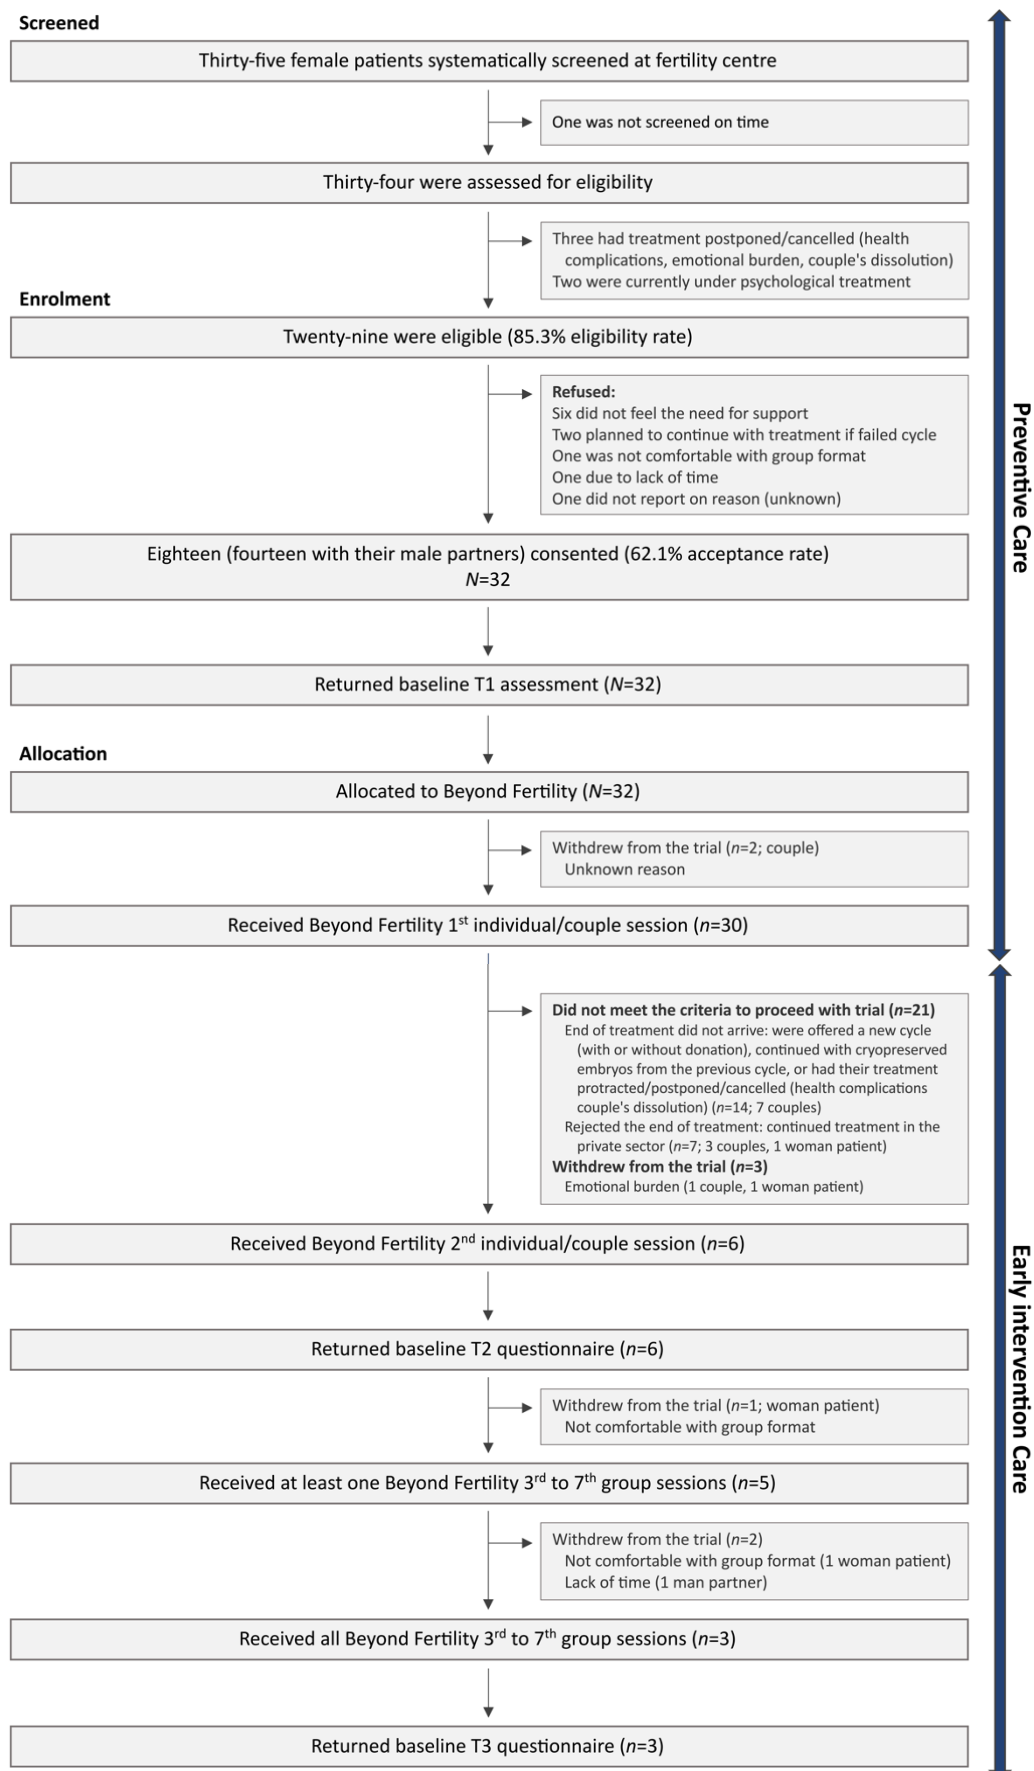 Screened
Thirty-five female patients systematically screened at fertility centre
One was not screened on time
Thirty-four were assessed for eligibility
Three had treatment postponed/cancelled (health
complications, emotional burden, couple's dissolution)
Two were currently under psychological treatment
Enrolment
Twenty-nine were eligible (85.3% eligibility rate)
Refused:
Six did not feel the need for support
Two planned to continue with treatment if failed cycle
One was not comfortable with group format
One due to lack of time
One did not report on reason (unknown)
Eighteen (fourteen with their male partners) consented (62.1% acceptance rate)
N=32
Returned baseline T1 assessment (N=32)
Allocation
Allocated to Beyond Fertility (N=32)
Withdrew from the trial (n=2; couple)
Unknown reason
Received Beyond Fertility 1st individual/couple session (n=30)
Preventive Care
Did not meet the criteria to proceed with trial (n=21)
End of treatment did not arrive: were offered a new cycle
(with or without donation), continued with cryopreserved
embryos from the previous cycle, or had their treatment
protracted/postponed/cancelled (health complications
couple's dissolution) (n=14; 7 couples)
Rejected the end of treatment: continued treatment in the
private sector (n=7; 3 couples, 1 woman patient)
Withdrew from the trial (n=3)
Emotional burden (1 couple, 1 woman patient)
Received Beyond Fertility 2nd individual/couple session (n=6)
Returned baseline T2 questionnaire (n=6)
Withdrew from the trial (n=1; woman patient)
Not comfortable with group format
Received at least one Beyond Fertility 3rd to 7th group sessions (n=5)
Withdrew from the trial (n=2)
Not comfortable with group format (1 woman patient)
Lack of time (1 man partner)
Received all Beyond Fertility 3rd to 7th group sessions (n=3)
Returned baseline T3 questionnaire (n=3)
Early intervention Care